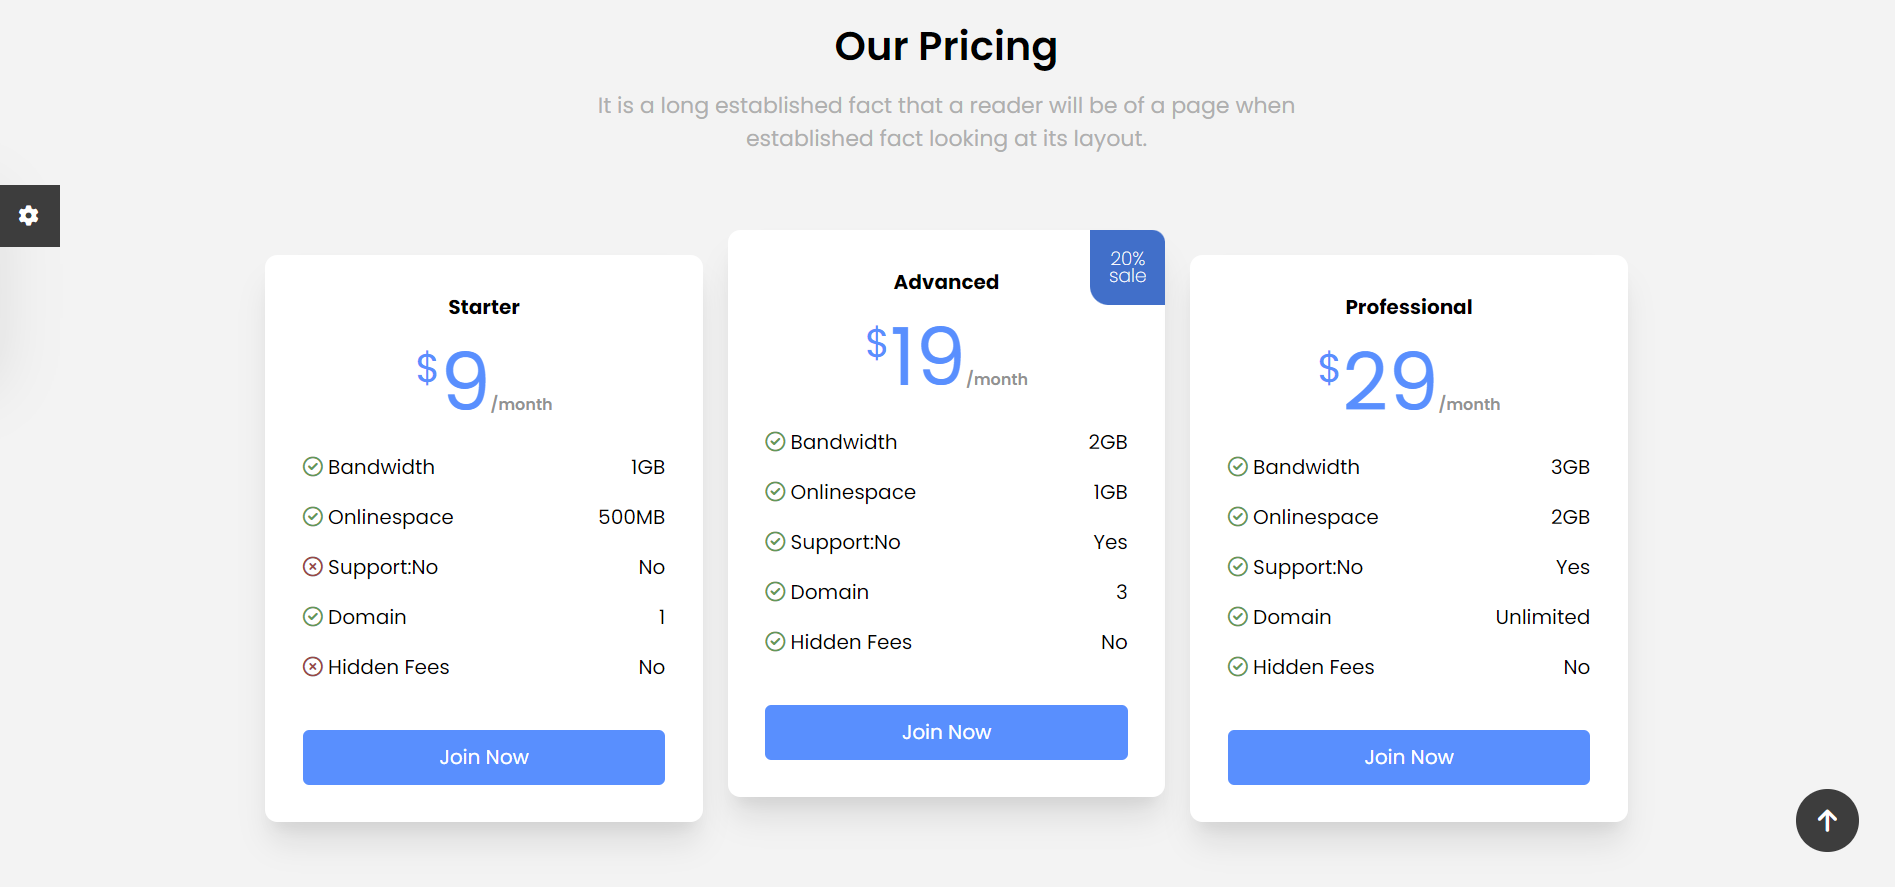 Our Pricing
It is a long established fact that a reader will be of a page when
established fact looking at its layout.
Starter
$9/month
Bandwidth 1GB
Onlinespace 500MB
Support:No No
Domain 1
Hidden Fees No
Join Now
20%
sale
Advanced
$19/month
Bandwidth 2GB
Onlinespace 1GB
Support:No Yes
Domain 3
Hidden Fees No
Join Now
Professional
$29/month
Bandwidth 3GB
Onlinespace 2GB
Support:No Yes
Domain Unlimited
Hidden Fees No
Join Now